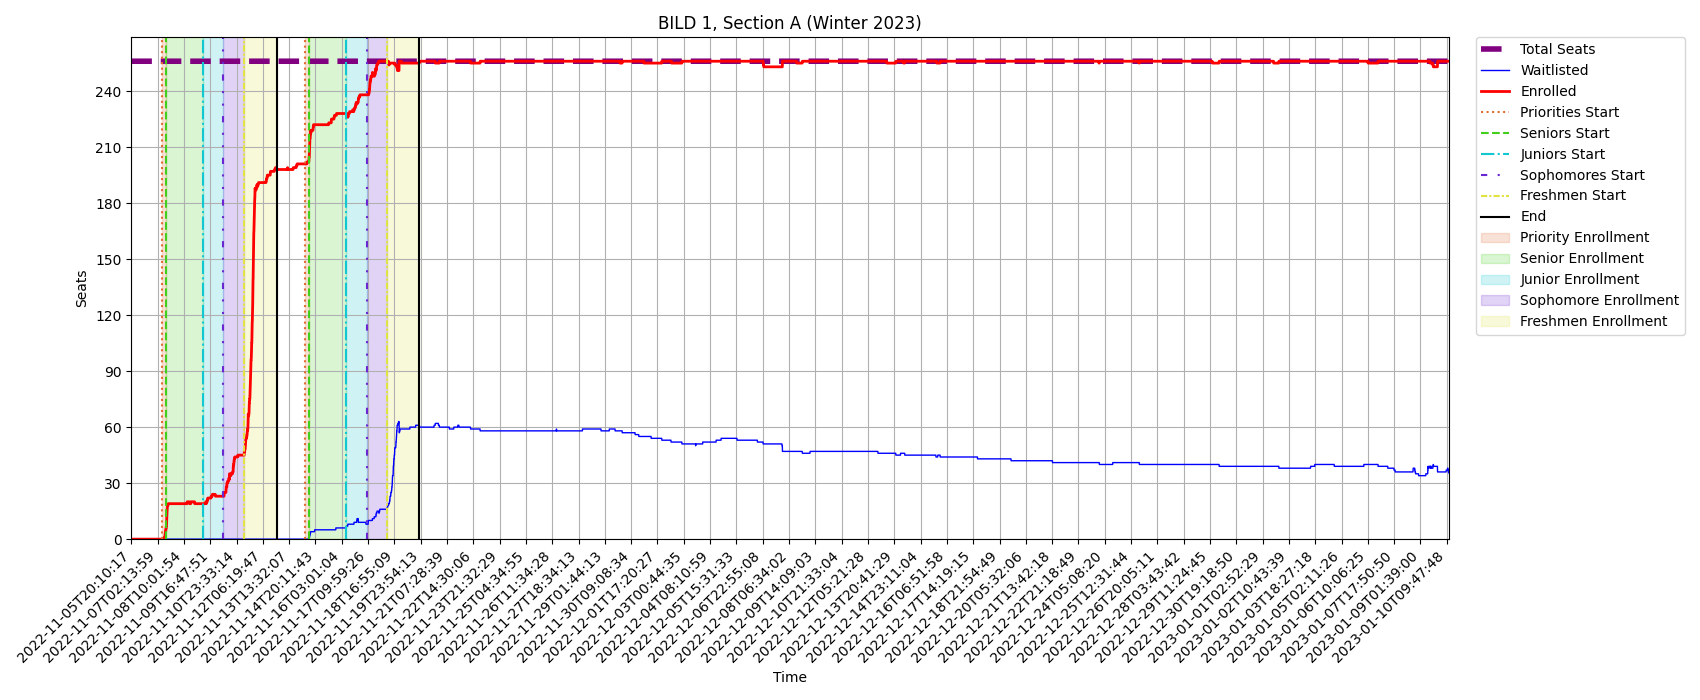 BILD 1, Section A (Winter 2023)
Total Seats
Waitlisted
Enrolled
Priorities Start
Seniors Start
Juniors Start
Sophomores Start
Freshmen Start
End
Priority Enrollment
Senior Enrollment
Junior Enrollment
Sophomore Enrollment
Freshmen Enrollment
Seats
240
210
180
150
120
90
60
30
0
2022-11-05T20:10:17
2022-11-07T02:13:59
2022-11-08T10:01:54
2022-11-09T16:47:51
2022-11-10T23:33:14
2022-11-12T06:19:47
2022-11-13T13:32:07
2022-11-14T20:11:43
2022-11-16T03:01:04
2022-11-17T09:59:26
2022-11-18T16:55:09
2022-11-19T23:54:13
2022-11-21T07:28:39
2022-11-22T14:30:06
2022-11-23T21:32:29
2022-11-25T04:34:55
2022-11-26T11:34:28
2022-11-27T18:34:13
2022-11-29T01:44:13
2022-11-30T09:08:34
2022-12-01T17:20:27
2022-12-03T00:44:35
2022-12-04T08:10:59
2022-12-05T15:31:33
2022-12-06T22:55:08
2022-12-08T06:34:02
2022-12-09T14:09:03
2022-12-10T21:33:04
2022-12-12T05:21:28
2022-12-13T20:41:29
2022-12-14T23:11:04
2022-12-16T06:51:58
2022-12-17T14:19:15
2022-12-18T21:54:49
2022-12-20T05:32:06
2022-12-21T13:42:18
2022-12-22T21:18:49
2022-12-24T05:08:20
2022-12-25T12:31:44
2022-12-26T20:05:11
2022-12-28T03:43:42
2022-12-29T11:24:45
2022-12-30T19:18:50
2023-01-01T02:52:29
2023-01-02T10:43:39
2023-01-03T18:27:18
2023-01-05T02:11:26
2023-01-06T10:06:25
2023-01-07T17:50:50
2023-01-09T01:39:00
2023-01-10T09:47:48
Time